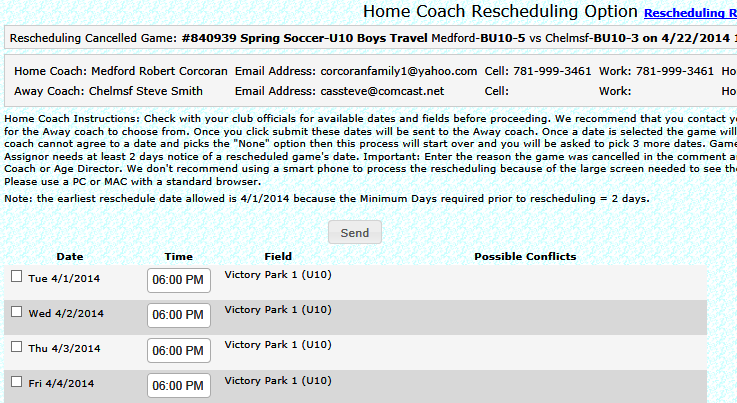 Home Coach Rescheduling Option Rescheduling R
Rescheduling Cancelled Game: #840939 Spring Soccer-U10 Boys Travel Medford-BU10-5 vs Chelmsf-BU10-3 on 4/22/2014 1
Home Coach: Medford Robert Corcoran Email Address: corcoranfamily1@yahoo.com Cell: 781-999-3461 Work: 781-999-3461 Ho
Away Coach: Chelmsf Steve Smith Email Address: cassteve@comcast.net Cell: Work: Ho
Home Coach Instructions: Check with your club officials for available dates and fields before proceeding. We recommend that you contact yo
for the Away coach to choose from. Once you click submit these dates will be sent to the Away coach. Once a date is selected the game will
coach cannot agree to a date and picks the "None" option then this process will start over and you will be asked to pick 3 more dates. Game
Assignor needs at least 2 days notice of a rescheduled game's date. Important: Enter the reason the game was cancelled in the comment ar
Coach or Age Director. We don't recommend using a smart phone to process the rescheduling because of the large screen needed to see the
Please use a PC or MAC with a standard browser.
Note: the earliest reschedule date allowed is 4/1/2014 because the Minimum Days required prior to rescheduling = 2 days.
Send
Date Time Field Possible Conflicts
Tue 4/1/2014 06:00 PM Victory Park 1 (U10)
Wed 4/2/2014 06:00 PM Victory Park 1 (U10)
Thu 4/3/2014 06:00 PM Victory Park 1 (U10)
Fri 4/4/2014 06:00 PM Victory Park 1 (U10)